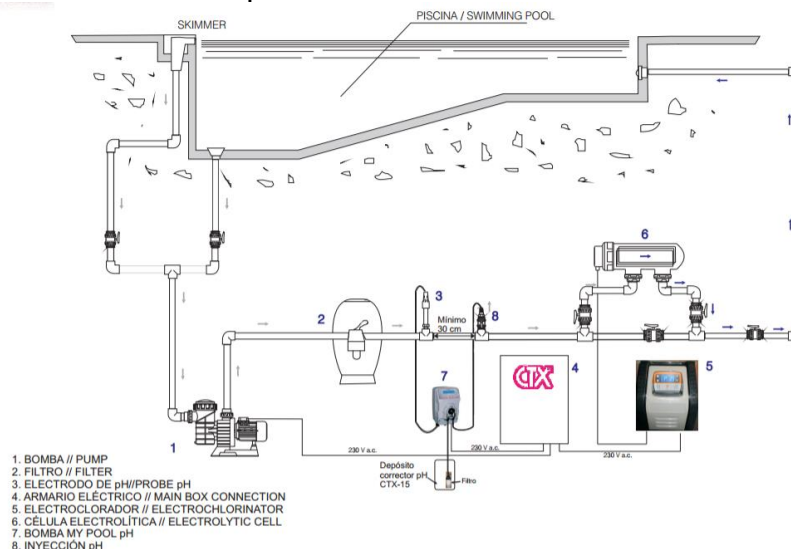 SKIMMER
PISCINA / SWIMMING POOL
6
3
2
Mínimo
30 cm
8
7
CTX
4
5
1
230 V a.c.
230 V a.c.
230 V a.c.
Depósito
corrector pH
CTX-15
Filtro
1. BOMBA // PUMP
2. FILTRO // FILTER
3. ELECTRODO DE pH//PROBE pH
4. ARMARIO ELÉCTRICO // MAIN BOX CONNECTION
5. ELECTROCLORADOR // ELECTROCHLORINATOR
6. CÉLULA ELECTROLÍTICA // ELECTROLYTIC CELL
7. BOMBA MY POOL pH
8. INYECCIÓN pH